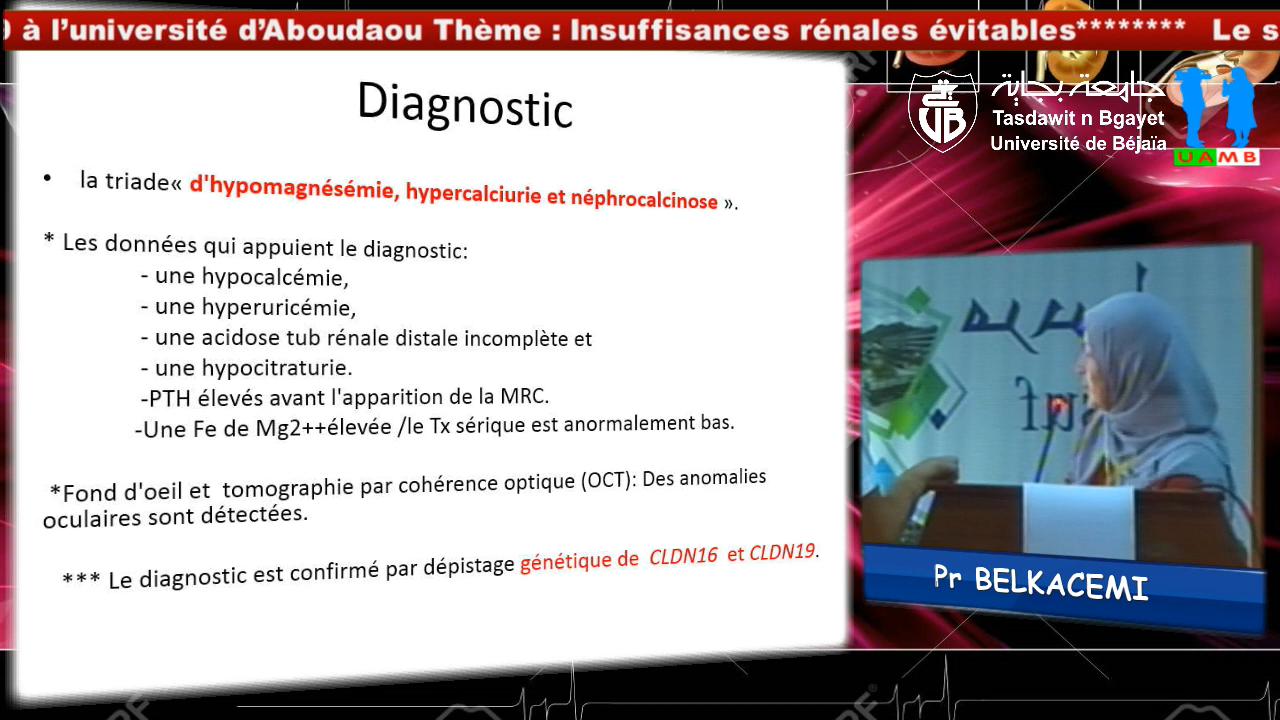 à l’université d’Aboudaou Thème : Insuffisances rénales évitables******** Le s
جامعة بجاية
Tasdawit n Bgayet
Université de Béjaïa
UAMB
Diagnostic
• la triade« d'hypomagnésémie, hypercalciurie et néphrocalcinose ».
* Les données qui appuient le diagnostic:
- une hypocalcémie,
- une hyperuricémie,
- une acidose tub rénale distale incomplète et
- une hypocitraturie.
-PTH élevés avant l'apparition de la MRC.
-Une Fe de Mg2++élevée /le Tx sérique est anormalement bas.
*Fond d'oeil et tomographie par cohérence optique (OCT): Des anomalies
oculaires sont détectées.
*** Le diagnostic est confirmé par dépistage génétique de CLDN16 et CLDN19.
Pr BELKACEMI